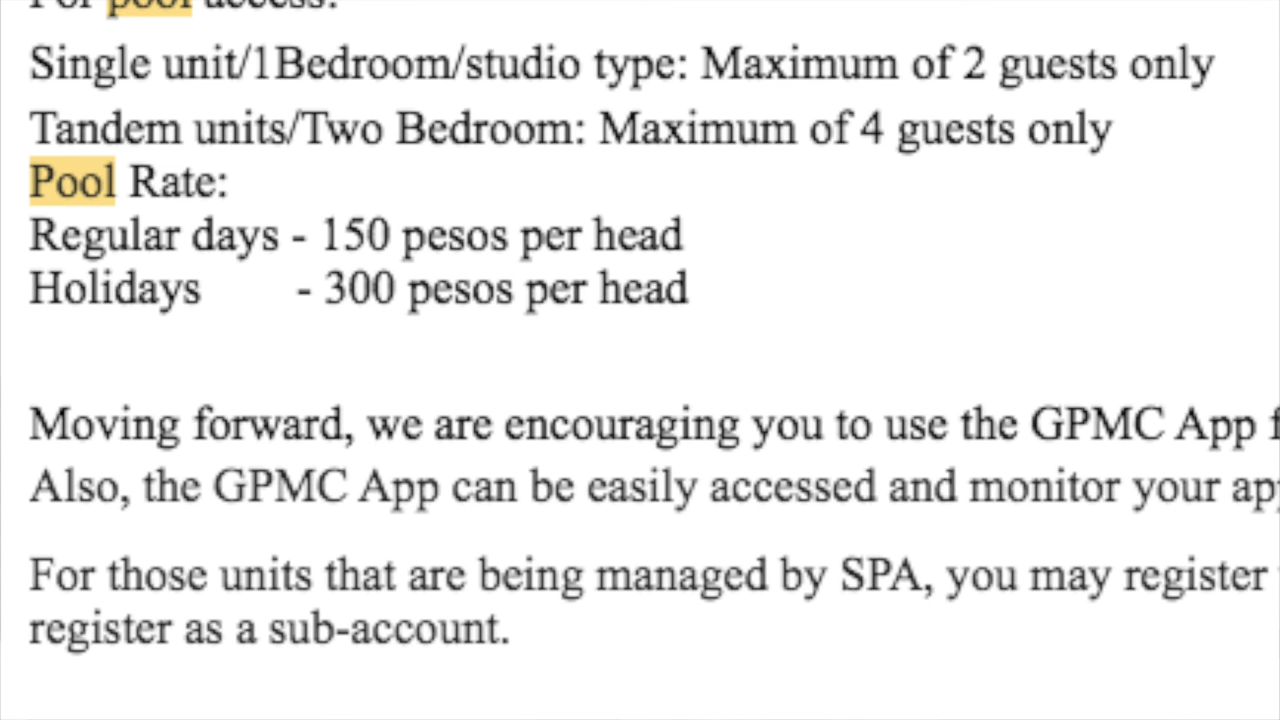 For pool access:
Single unit/1Bedroom/studio type: Maximum of 2 guests only
Tandem units/Two Bedroom: Maximum of 4 guests only
Pool Rate:
Regular days - 150 pesos per head
Holidays - 300 pesos per head
Moving forward, we are encouraging you to use the GPMC App
Also, the GPMC App can be easily accessed and monitor your
For those units that are being managed by SPA, you may register
register as a sub-account.